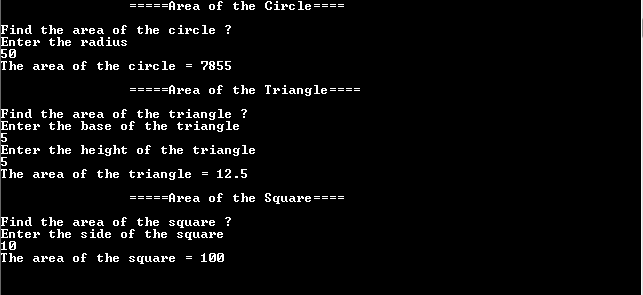 =====Area of the Circle====
Find the area of the circle ?
Enter the radius
50
The area of the circle = 7855
=====Area of the Triangle====
Find the area of the triangle ?
Enter the base of the triangle
5
Enter the height of the triangle
5
The area of the triangle = 12.5
=====Area of the Square====
Find the area of the square ?
Enter the side of the square
10
The area of the square = 100